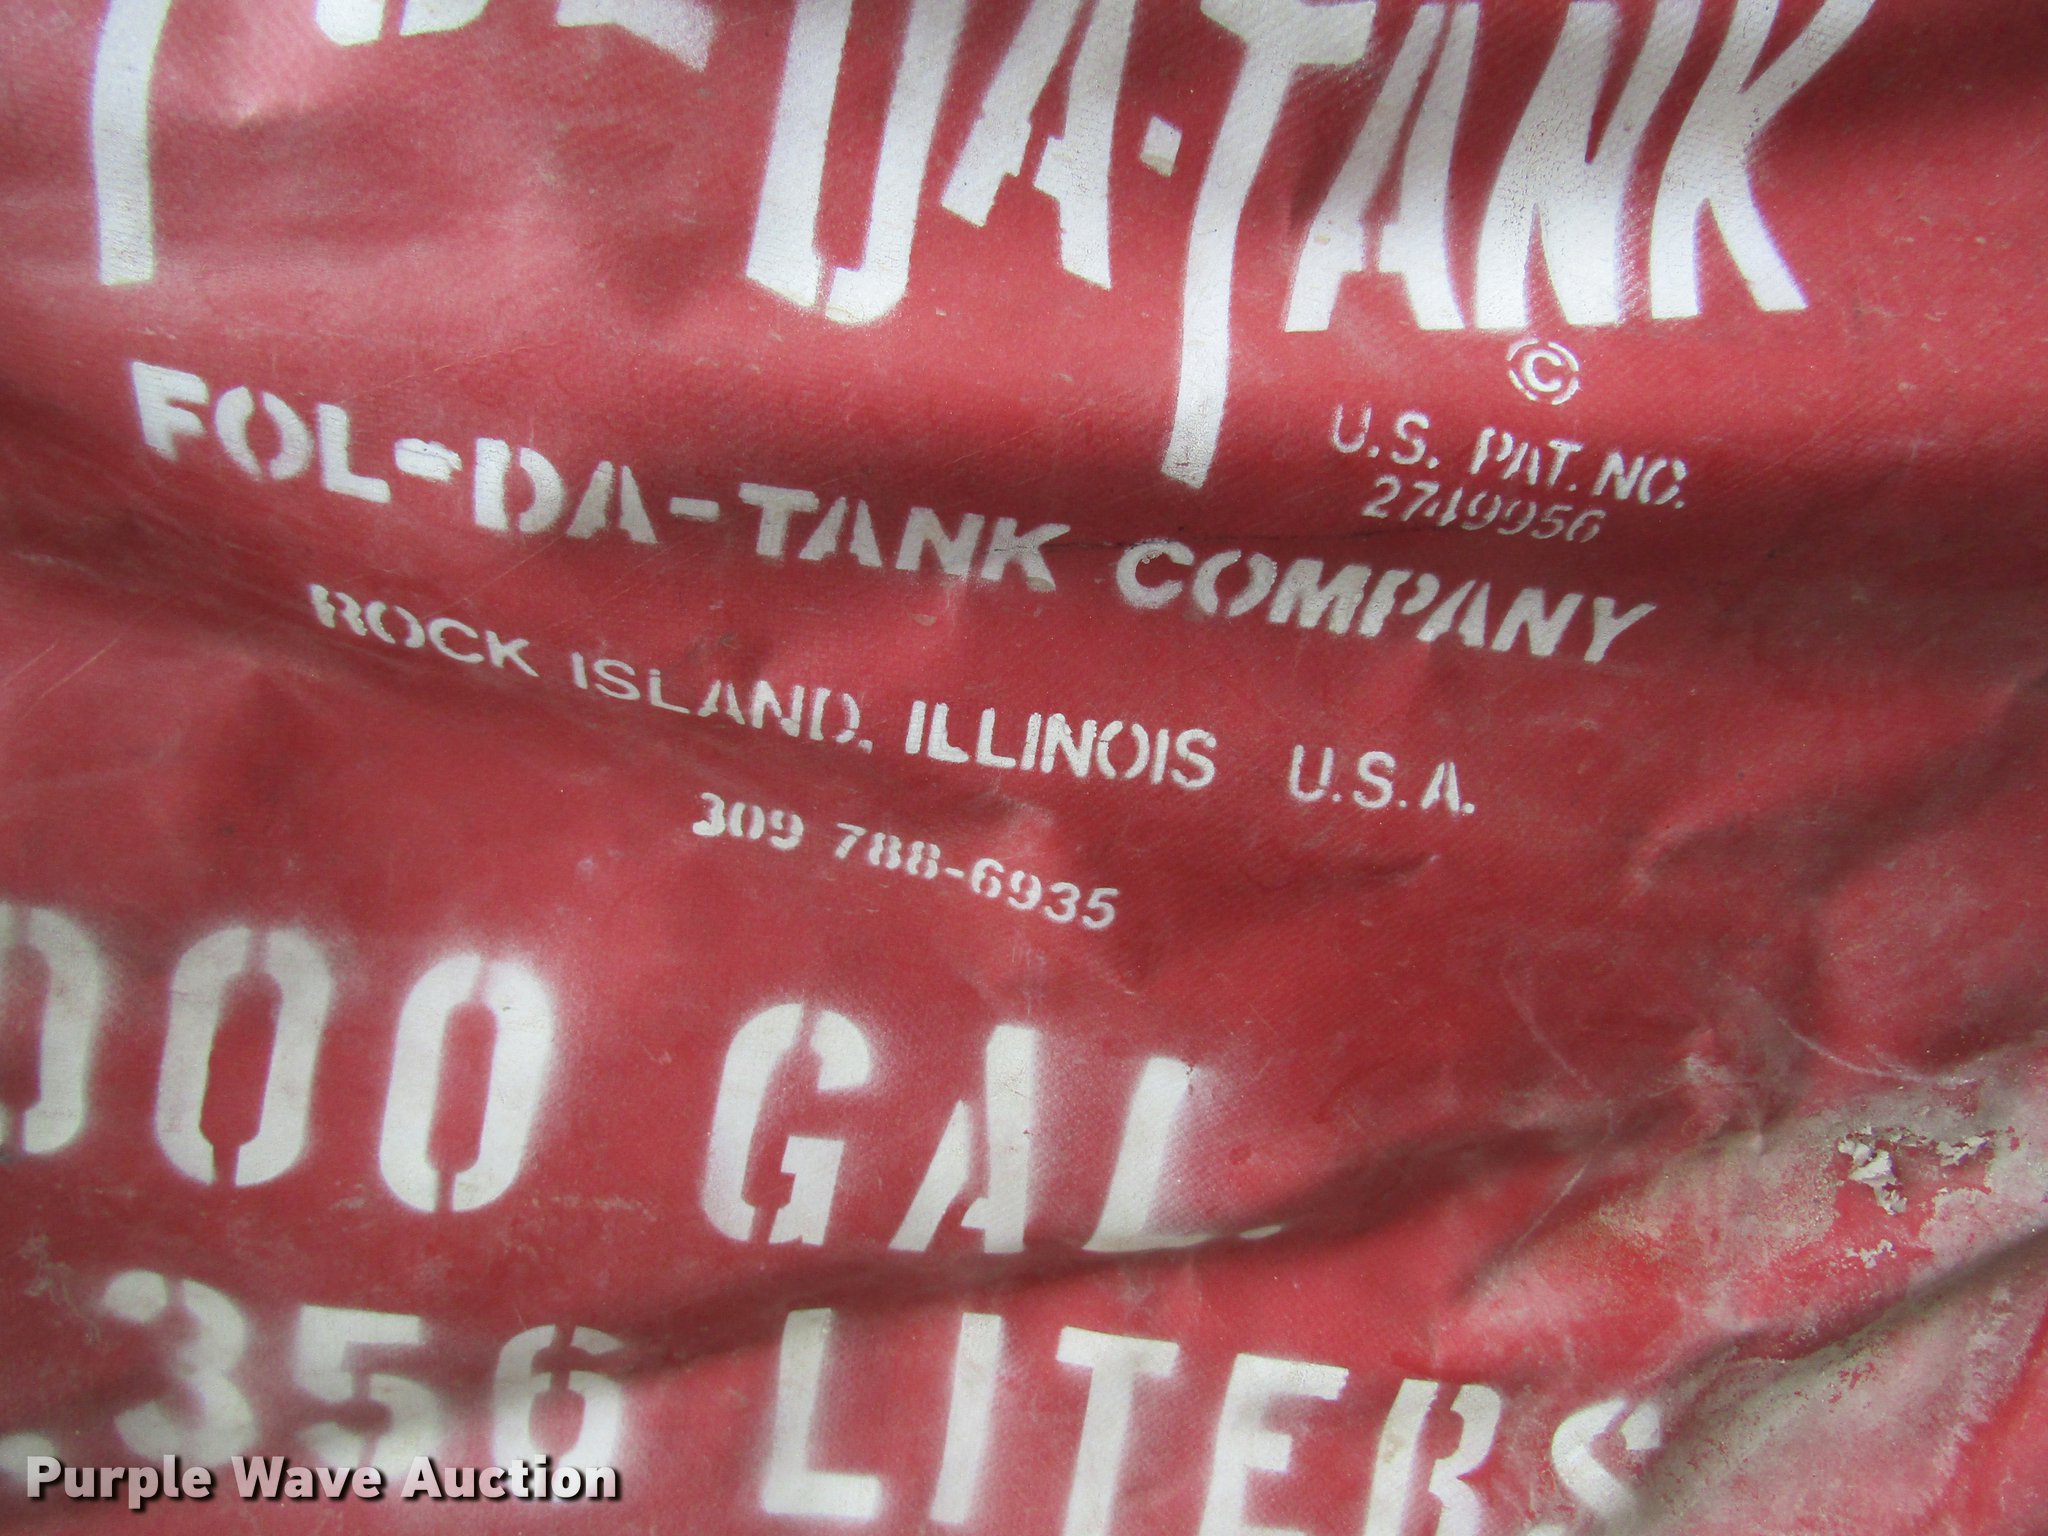 DA-TANK
©
U.S. PAT. NO.
2749956
FOL-DA-TANK COMPANY
ROCK ISLAND, ILLINOIS U.S.A.
309 788-6935
000 GAL.
356 LITERS
Purple Wave Auction